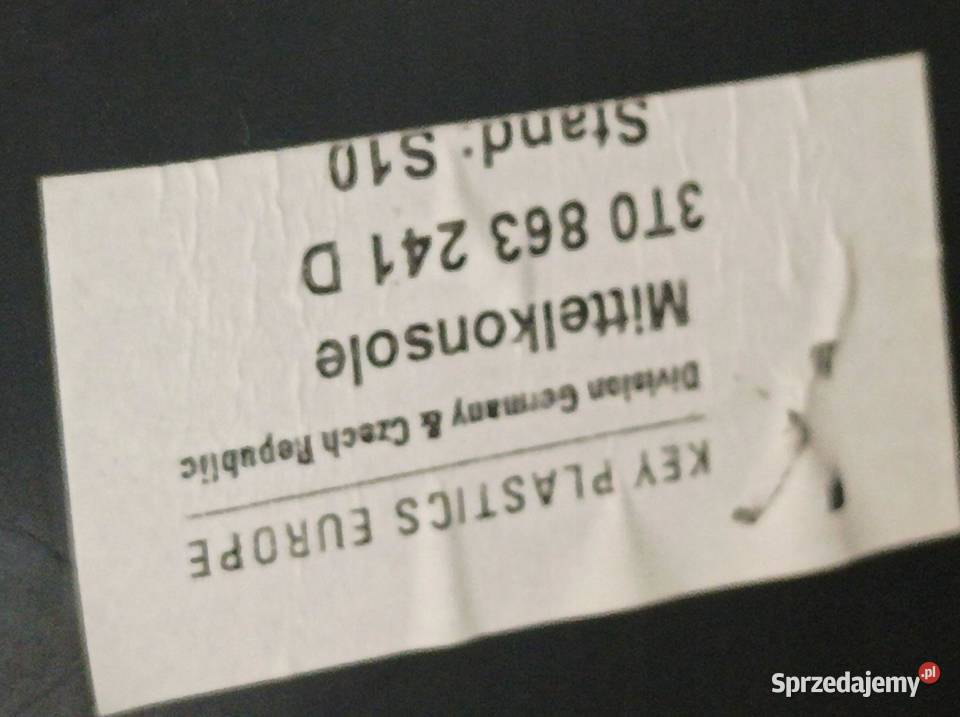 KEY PLASTICS EUROPE
Division Germany & Czech Republic
Mittelkonsole
3T0 863 241 D
Stand: S10
Sprzedajemy.pl